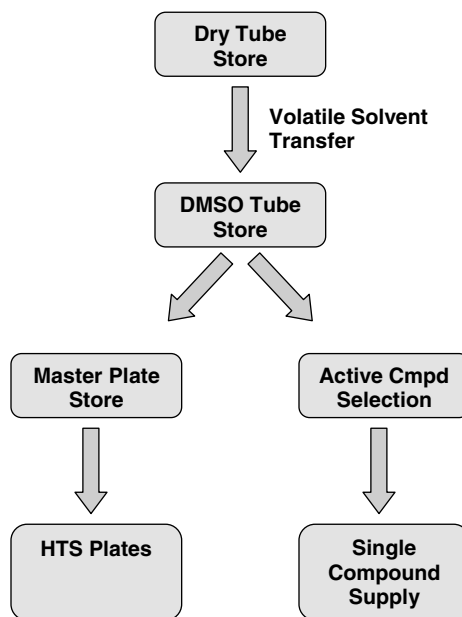 Dry Tube
Store
Volatile Solvent
Transfer
DMSO Tube
Store
Master Plate
Store
Active Cmpd
Selection
HTS Plates
Single
Compound
Supply